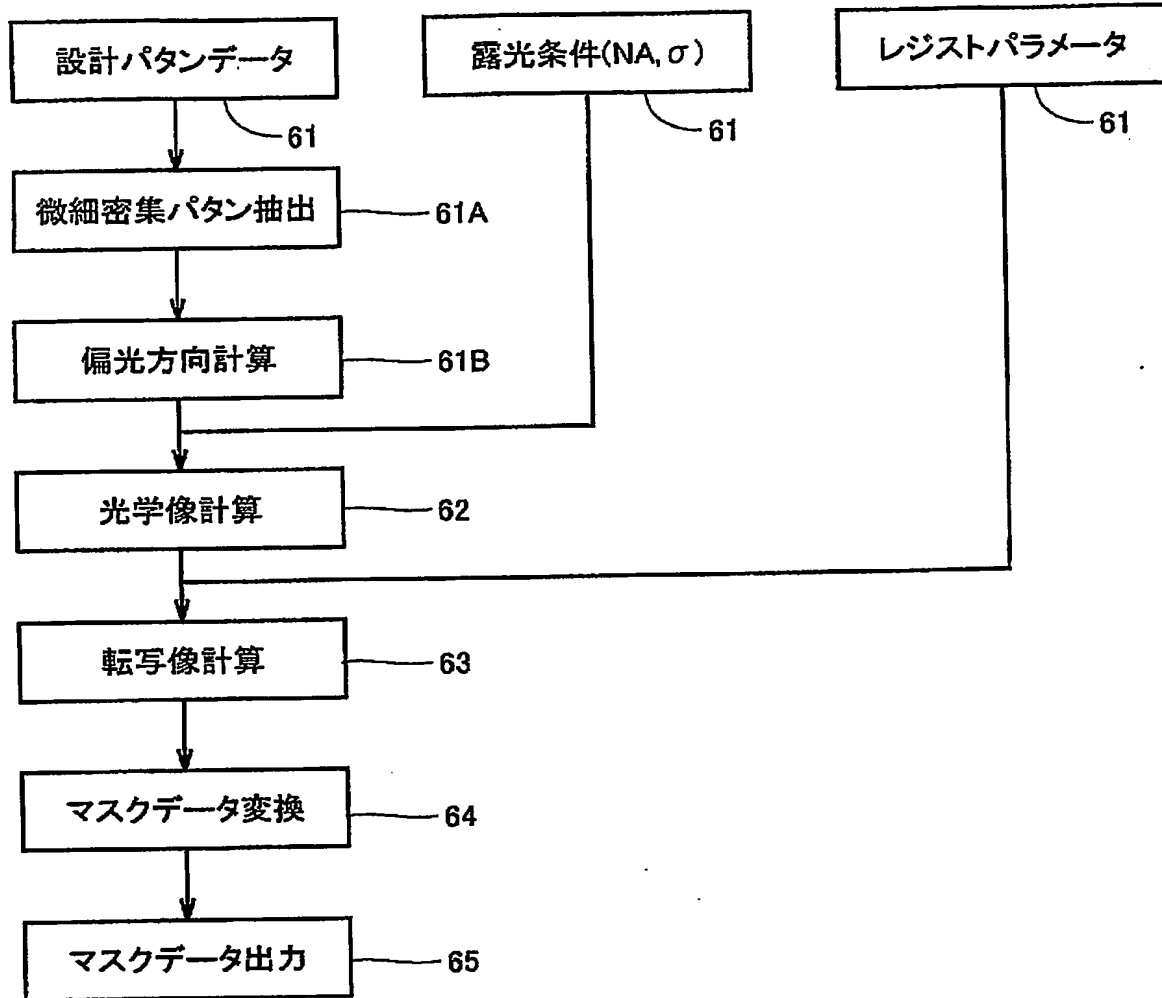 設計パタンデータ
露光条件(NA, σ)
レジストパラメータ
61
61
61
微細密集パタン抽出
61A
偏光方向計算
61B
光学像計算
62
転写像計算
63
マスクデータ変換
64
マスクデータ出力
65